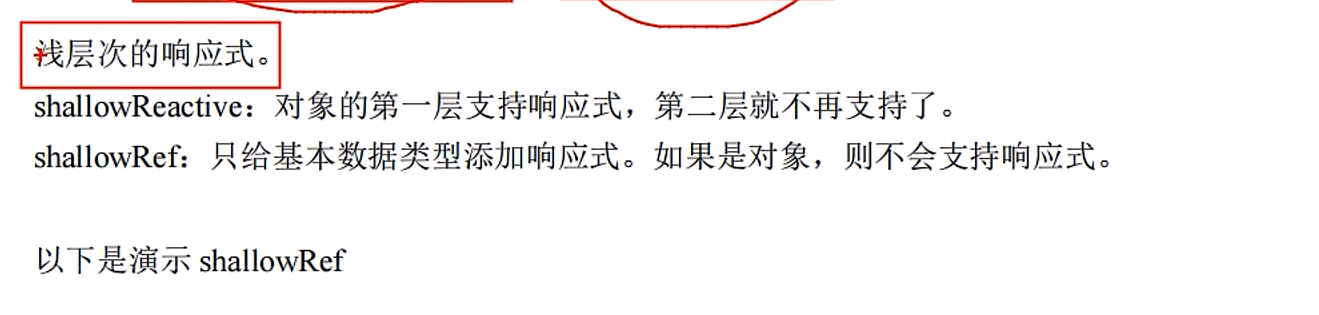 浅层次的响应式。
shallowReactive：对象的第一层支持响应式，第二层就不再支持了。
shallowRef：只给基本数据类型添加响应式。如果是对象，则不会支持响应式。
以下是演示 shallowRef